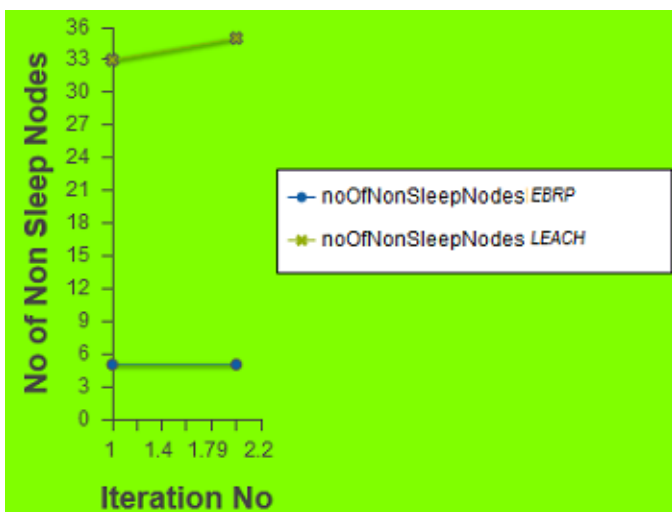 No of Non Sleep Nodes
36
33
30
27
24
21
18
15
12
9
6
3
0
1 1.4 1.79 2.2
Iteration No
noOfNonSleepNodes EBRP
noOfNonSleepNodes LEACH